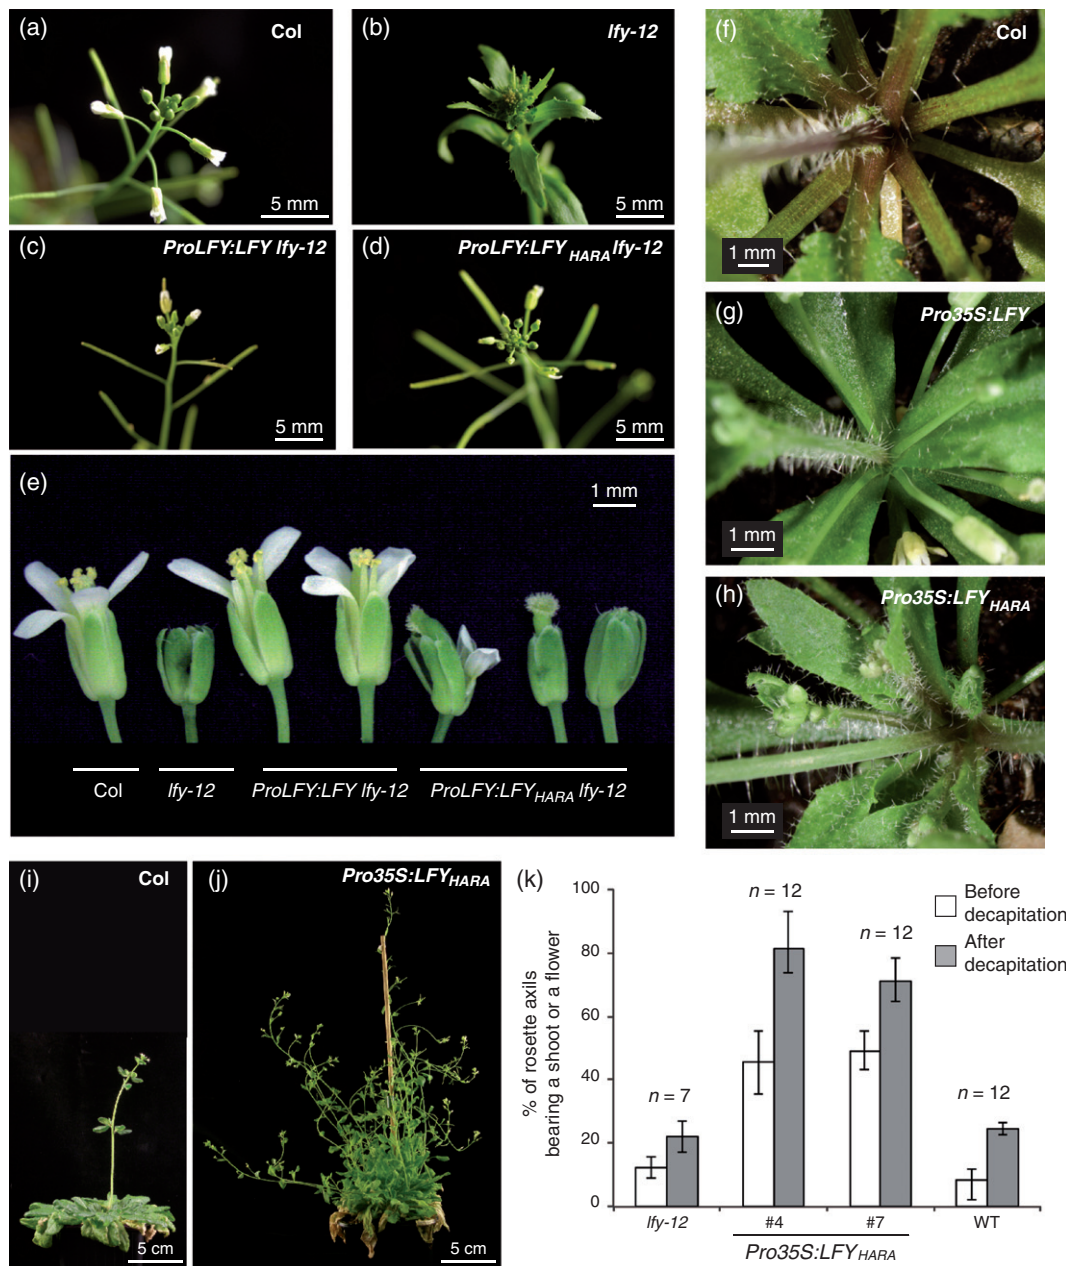 (a) Col
5 mm
(b) lfy-12
5 mm
(c) ProLFY:LFY lfy-12
5 mm
(d) ProLFY:LFY HARA lfy-12
5 mm
(e)
1 mm
Col lfy-12 ProLFY:LFY lfy-12 ProLFY:LFYHARA lfy-12
(f) Col
1 mm
(g) Pro35S:LFY
1 mm
(h) Pro35S:LFYHARA
1 mm
(i) Col
5 cm
(j) Pro35S:LFYHARA
5 cm
(k)
% of rosette axils
bearing a shoot or a flower
100
80
60
40
20
0
Before
decapitation
After
decapitation
n = 7
n = 12
n = 12
n = 12
lfy-12 #4 #7 WT
Pro35S:LFYHARA